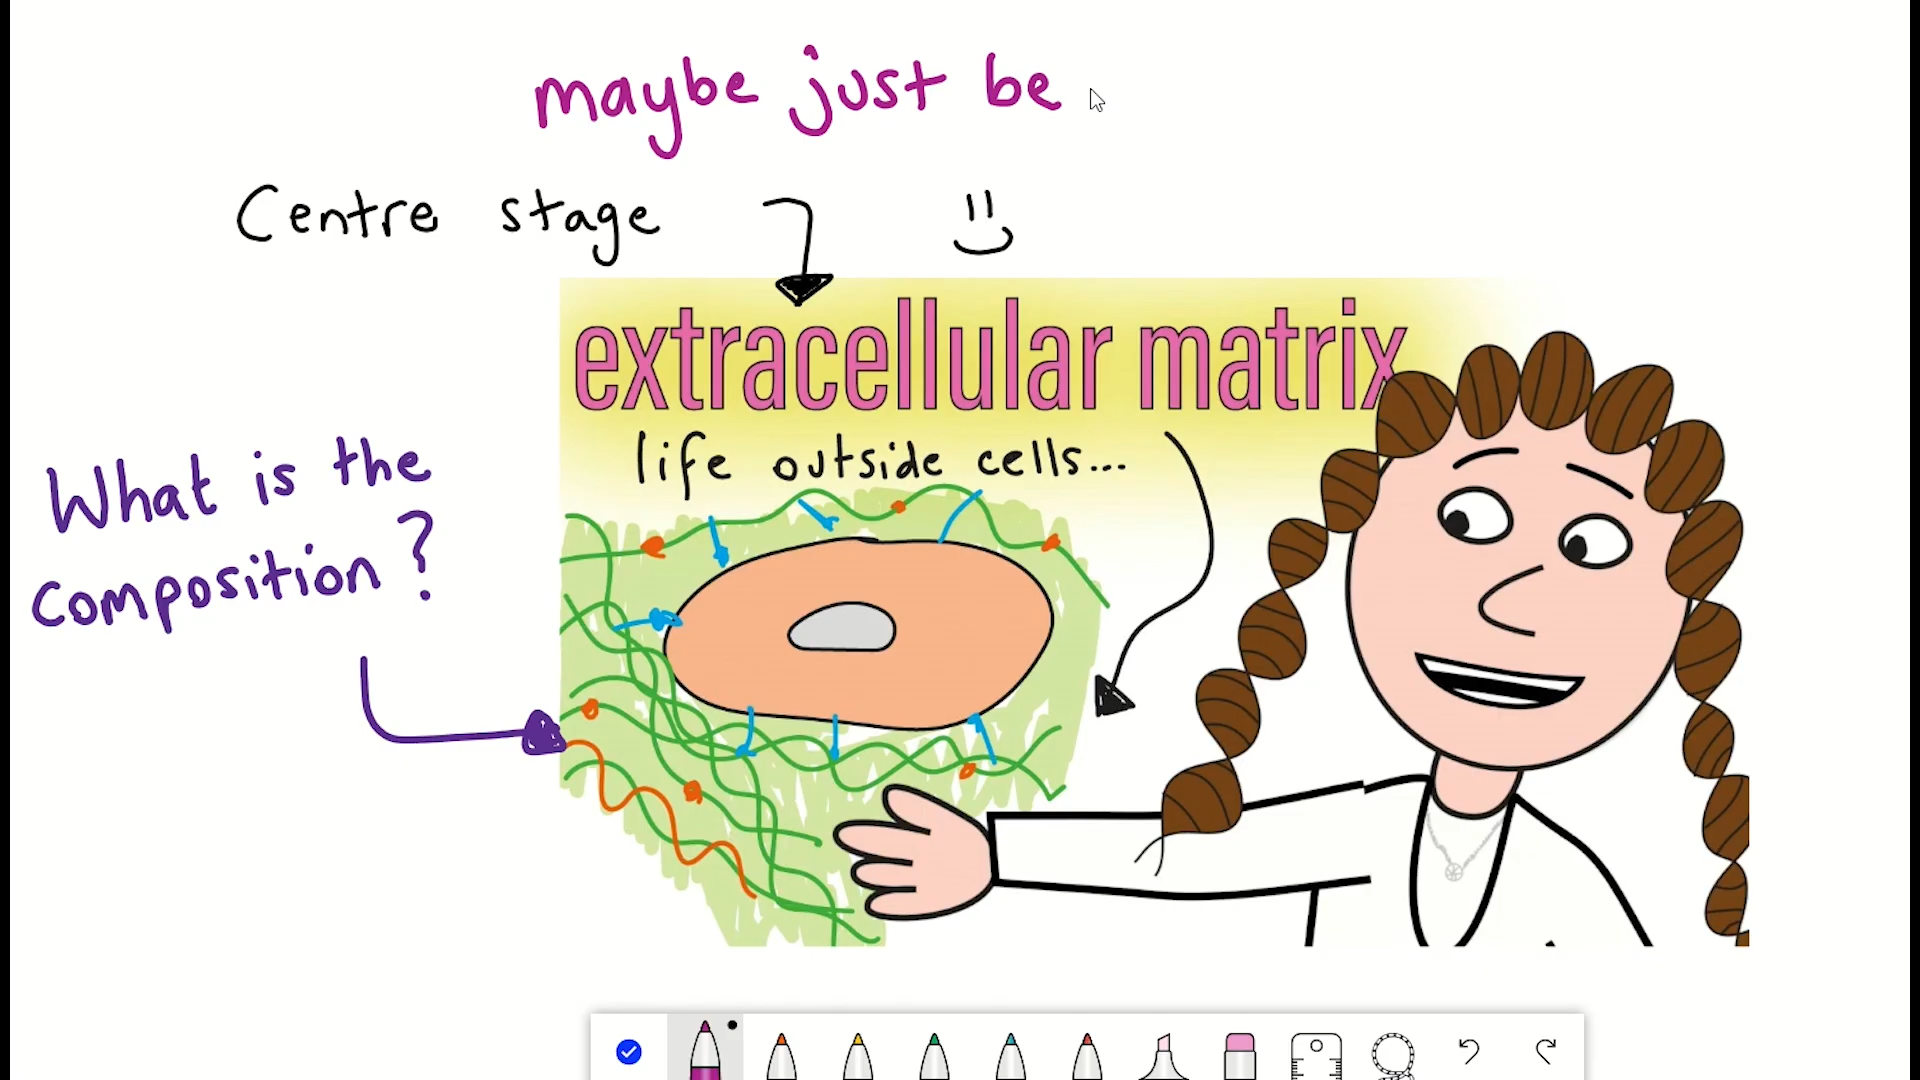 maybe just be
Centre stage
extracellular matrix
life outside cells...
What is the
composition?